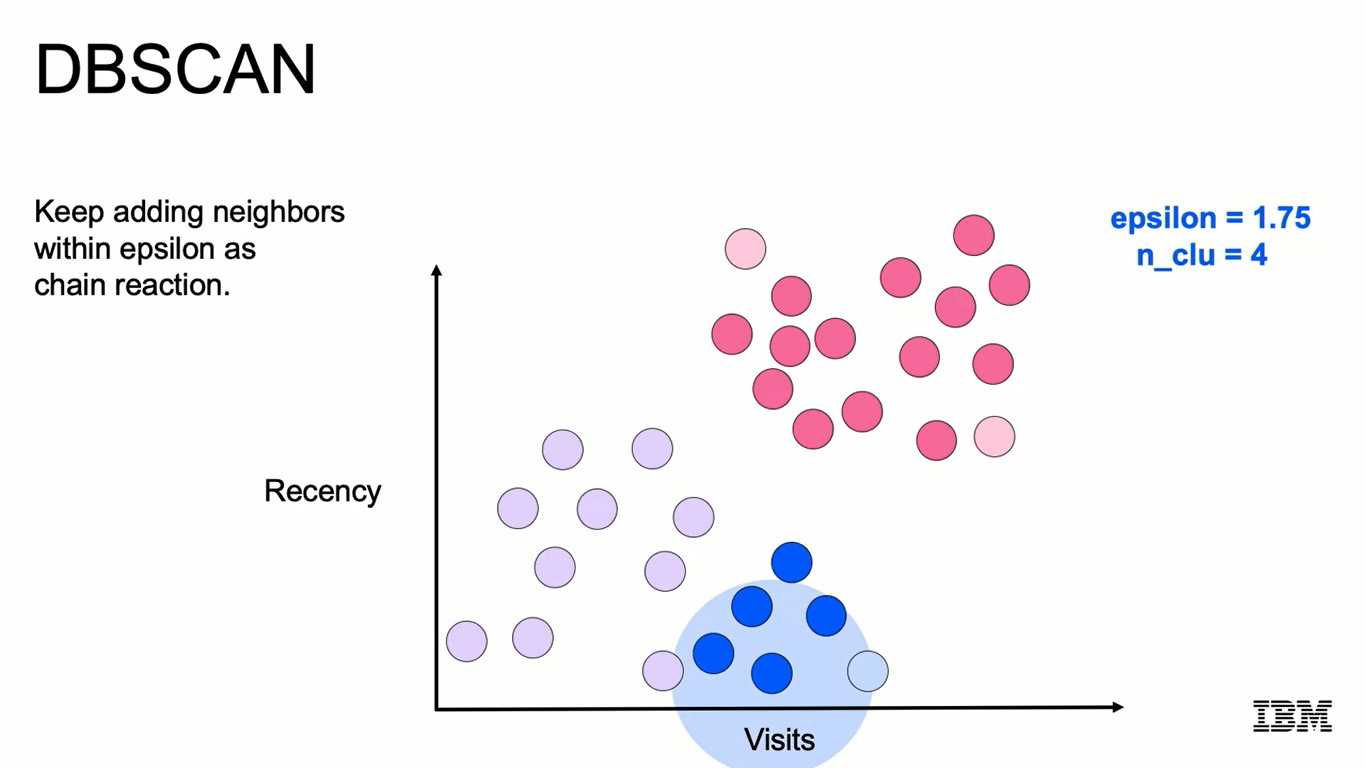 DBSCAN
Keep adding neighbors
within epsilon as
chain reaction.
epsilon = 1.75
n_clu = 4
Recency
Visits
IBM